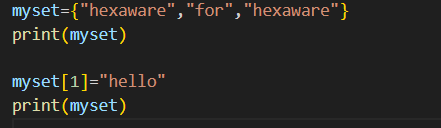 myset={"hexaware","for","hexaware"}
print(myset)
myset[1]="hello"
print(myset)